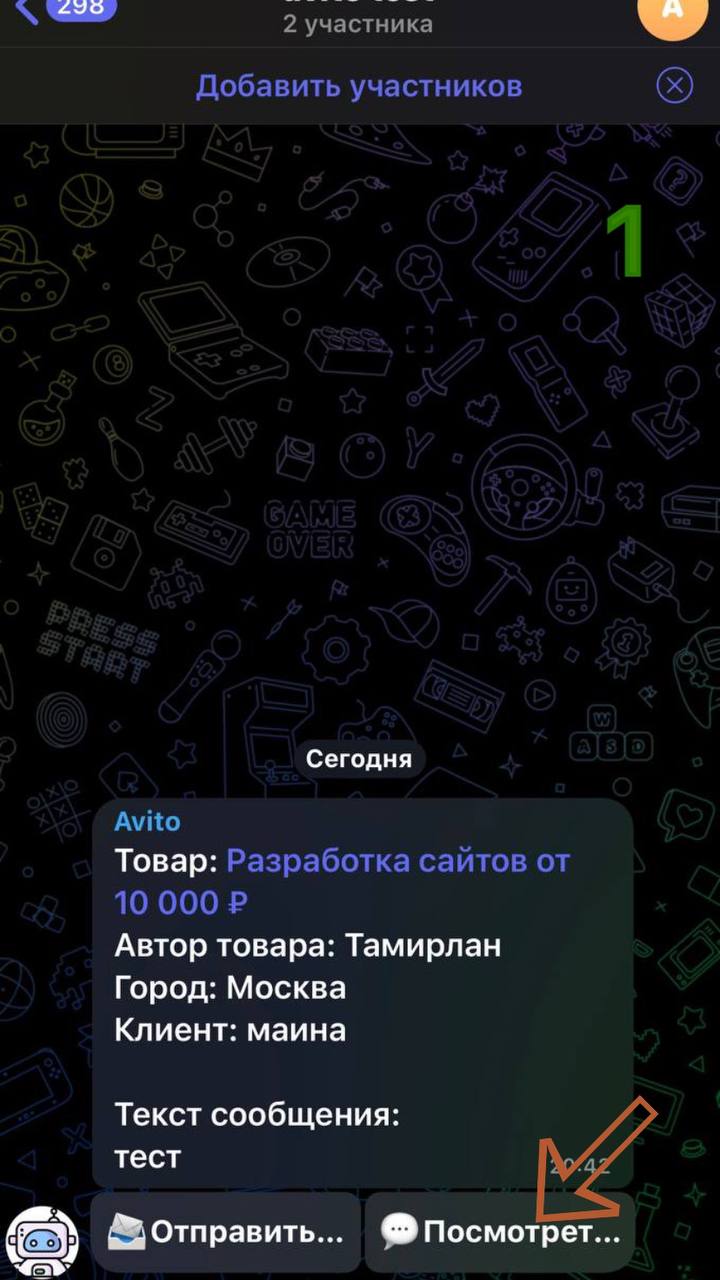 298
2 участника
A
Добавить участников
1
GAME
OVER
PRESS
START
W
A S D
Сегодня
Avito
Товар: Разработка сайтов от
10 000 ₽
Автор товара: Тамирлан
Город: Москва
Клиент: маина
Текст сообщения:
тест
20:42
Отправить...
Посмотрет...